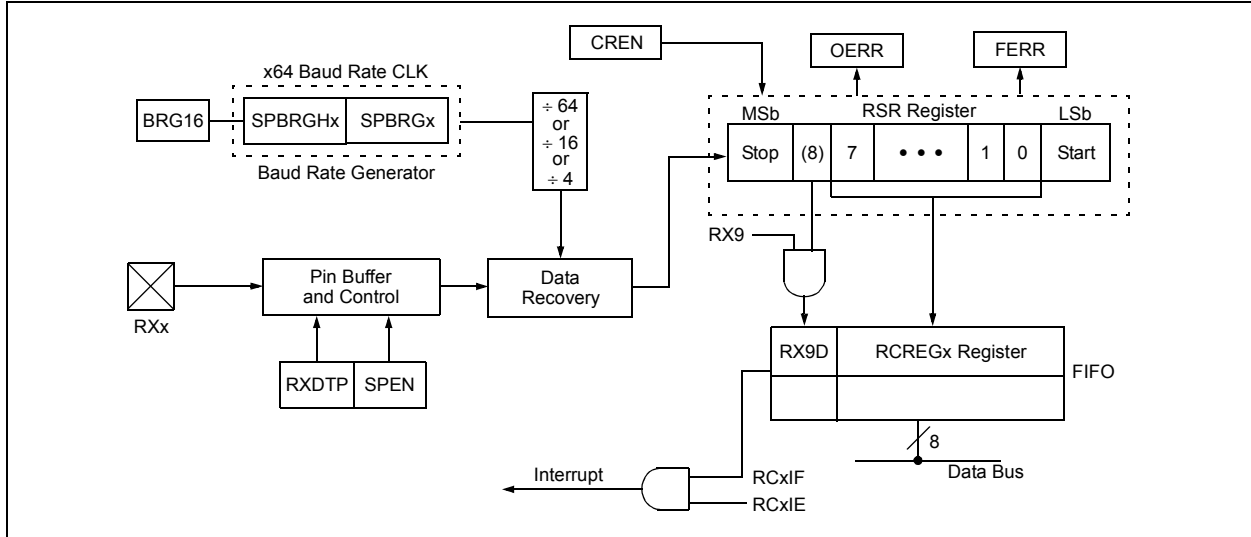 CREN
OERR
FERR
x64 Baud Rate CLK
BRG16
SPBRGHx
SPBRGx
Baud Rate Generator
÷ 64
or
÷ 16
or
÷ 4
MSb
RSR Register
LSb
Stop
(8)
7
• • •
1
0
Start
RX9
RXx
Pin Buffer
and Control
Data
Recovery
RXDTP
SPEN
RX9D
RCREGx Register
FIFO
8
Data Bus
Interrupt
RCxIF
RCxIE